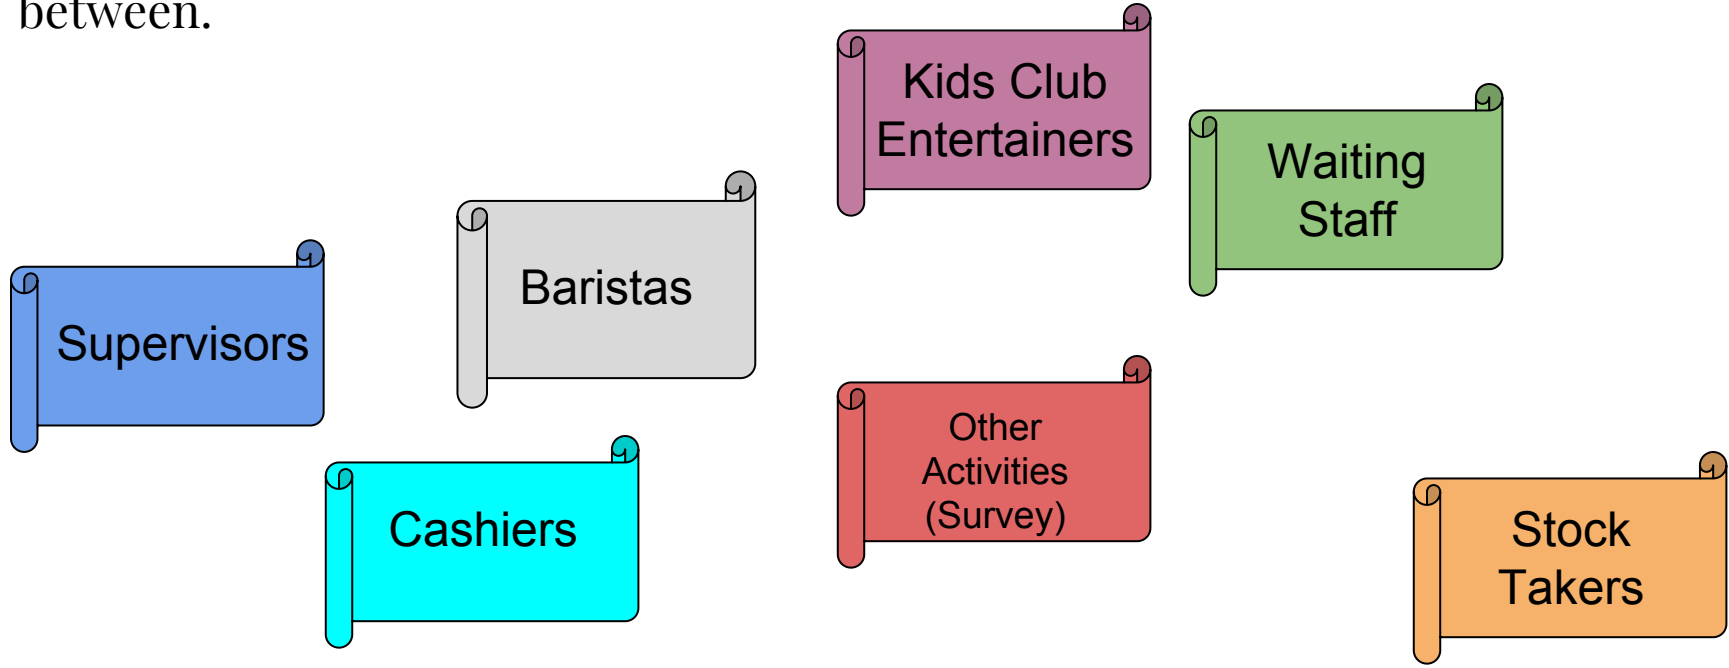 between.
Kids Club
Entertainers
Waiting
Staff
Baristas
Supervisors
Other
Activities
(Survey)
Cashiers
Stock
Takers